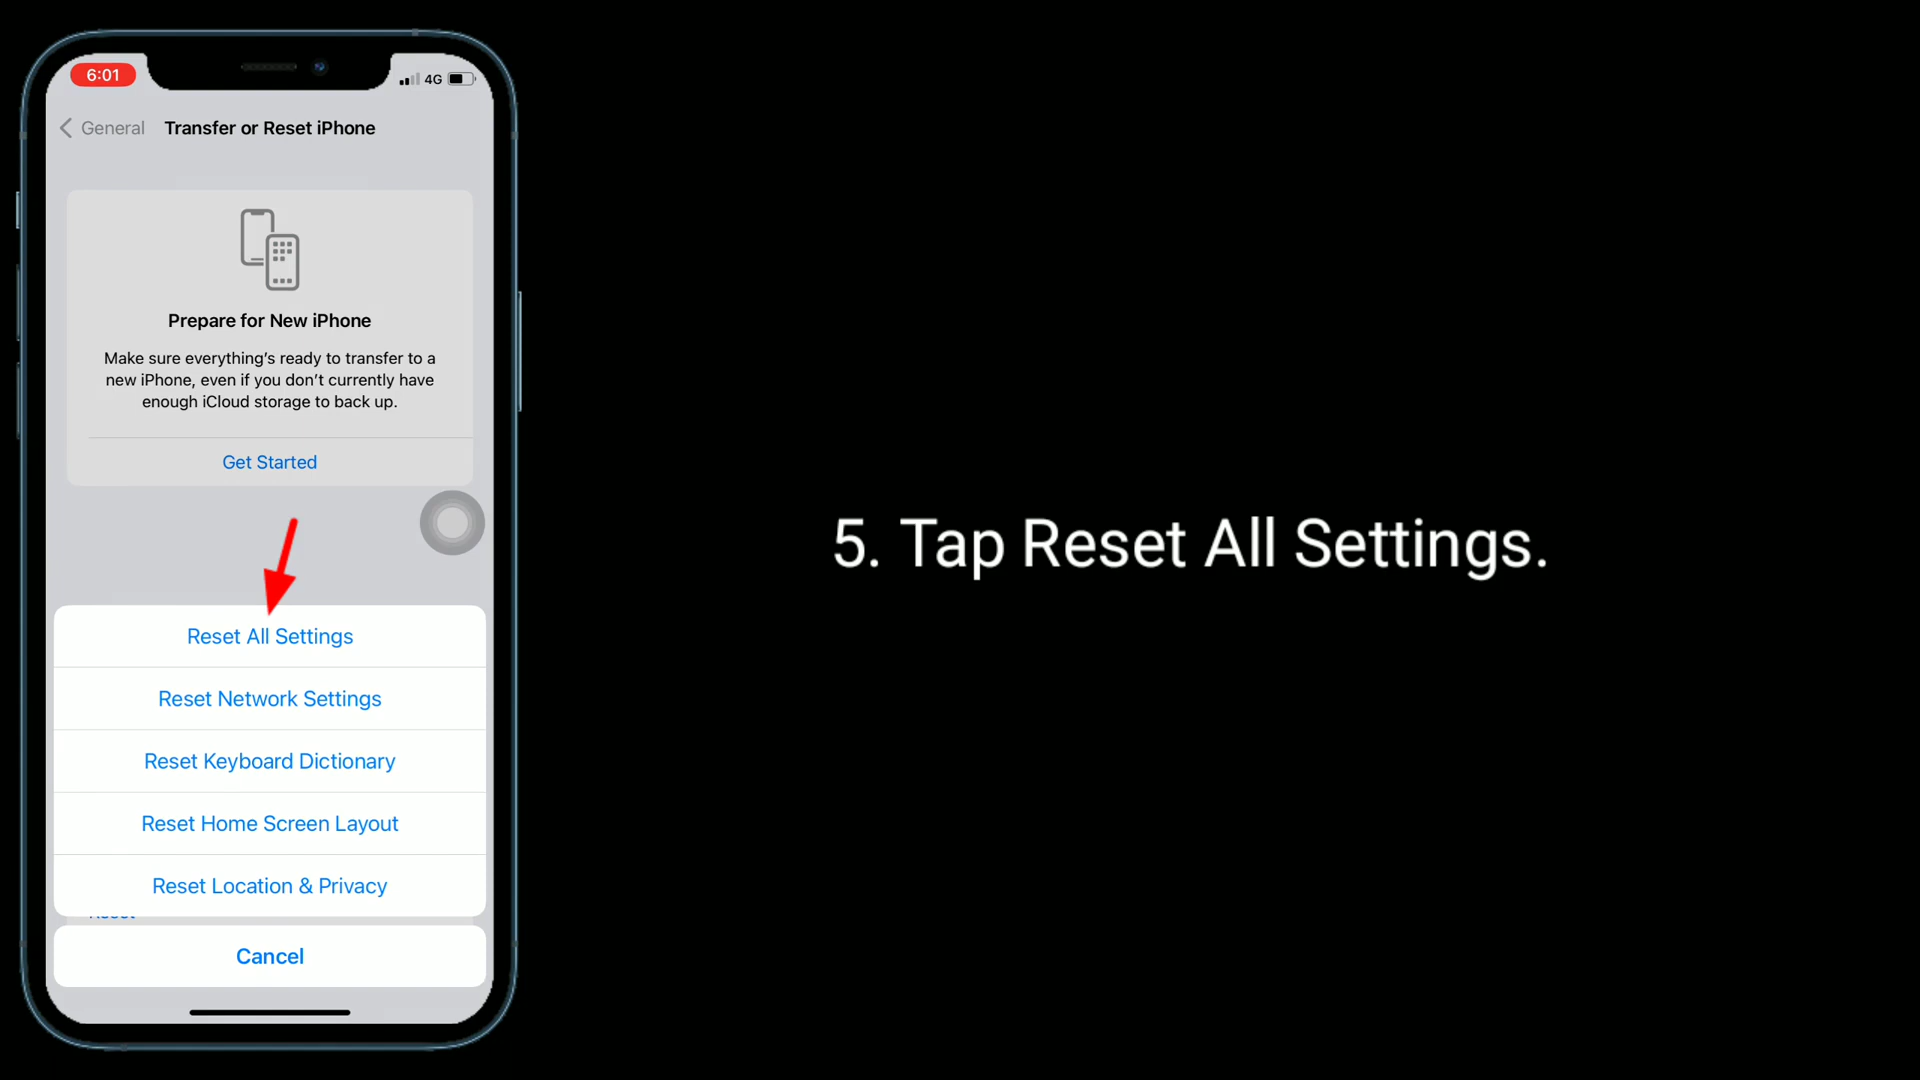 6:01
4G
General
Transfer or Reset iPhone
Prepare for New iPhone
Make sure everything's ready to transfer to a
new iPhone, even if you don't currently have
enough iCloud storage to back up.
Get Started
Reset All Settings
Reset Network Settings
Reset Keyboard Dictionary
Reset Home Screen Layout
Reset Location & Privacy
Cancel
5. Tap Reset All Settings.